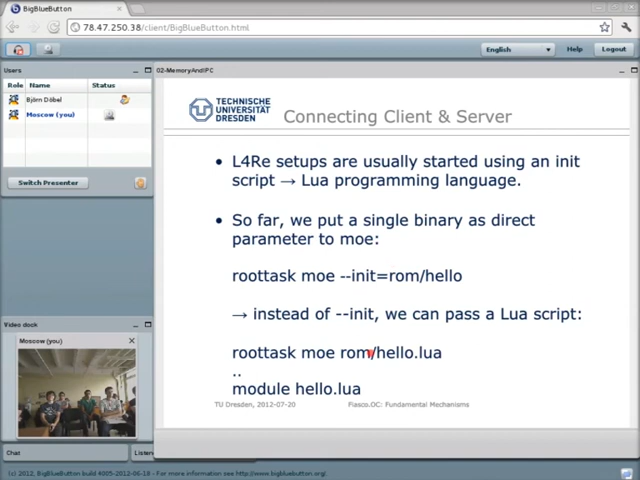 BigBlueButton
78.47.250.38/client/BigBlueButton.html
English
Help
Logout
Users
Role Name Status
Björn Döbel
Moscow (you)
Switch Presenter
Video dock
Moscow (you)
Chat
Listen
02-MemoryAndIPC
TECHNISCHE
UNIVERSITÄT
DRESDEN
Connecting Client & Server
• L4Re setups are usually started using an init
script → Lua programming language.
• So far, we put a single binary as direct
parameter to moe:
roottask moe --init=rom/hello
→ instead of --init, we can pass a Lua script:
roottask moe rom/hello.lua
..
module hello.lua
TU Dresden, 2012-07-20
Fiasco.OC: Fundamental Mechanisms
(c) 2012, BigBlueButton build 4005-2012-06-18 - For more information see http://www.bigbluebutton.org/.